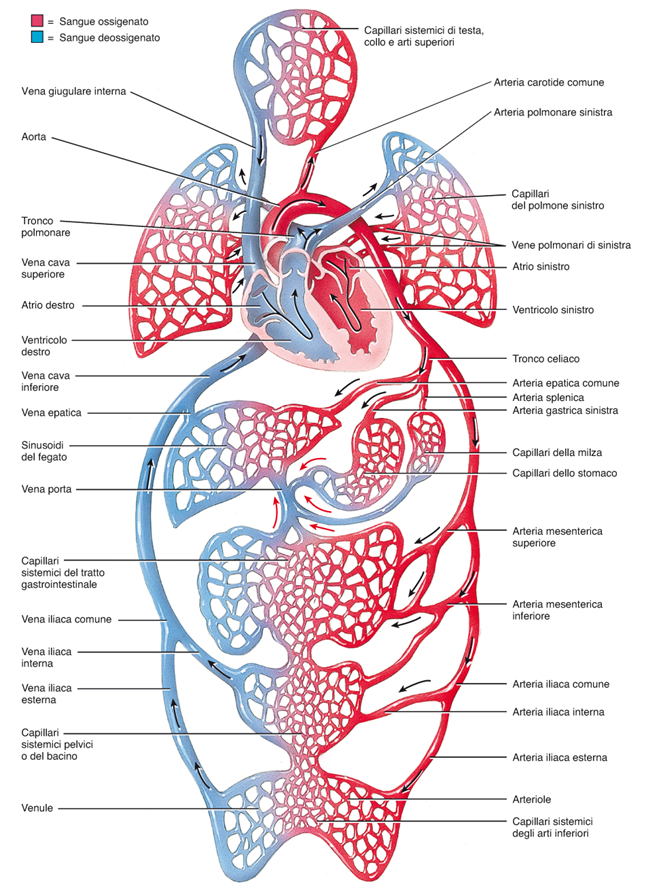 = Sangue ossigenato
= Sangue deossigenato
Capillari sistemici di testa,
collo e arti superiori
Vena giugulare interna
Aorta
Tronco
polmonare
Vena cava
superiore
Atrio destro
Ventricolo
destro
Vena cava
inferiore
Vena epatica
Sinusoidi
del fegato
Vena porta
Capillari
sistemici del tratto
gastrointestinale
Vena iliaca comune
Vena iliaca
interna
Vena iliaca
esterna
Capillari
sistemici pelvici
o del bacino
Venule
Arteria carotide comune
Arteria polmonare sinistra
Capillari
del polmone sinistro
Vene polmonari di sinistra
Atrio sinistro
Ventricolo sinistro
Tronco celiaco
Arteria epatica comune
Arteria splenica
Arteria gastrica sinistra
Capillari della milza
Capillari dello stomaco
Arteria mesenterica
superiore
Arteria mesenterica
inferiore
Arteria iliaca comune
Arteria iliaca interna
Arteria iliaca esterna
Arteriole
Capillari sistemici
degli arti inferiori